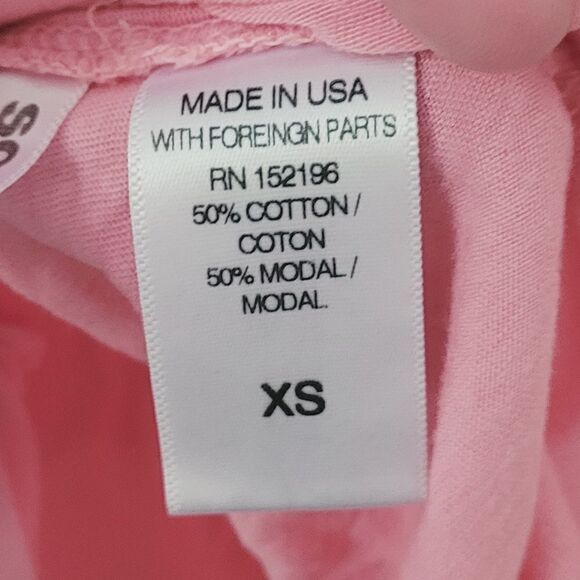 MADE IN USA
WITH FOREINGN PARTS
RN 152196
50% COTTON /
COTON
50% MODAL /
MODAL.
XS